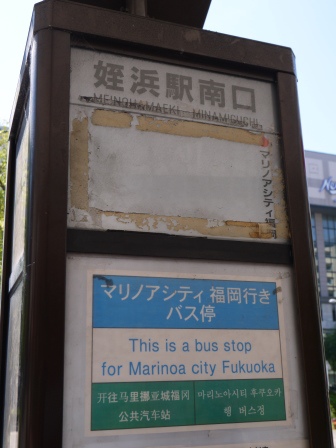 姪浜駅南口
MEINOHAMAEKI - MINAMIGUCHI
マリノアシティ福岡
マリノアシティ 福岡行き
バス停
This is a bus stop
for Marinoa city Fukuoka
开往马里挪亚城福冈
公共汽车站
마리노아시티 후쿠오카
행 버스정